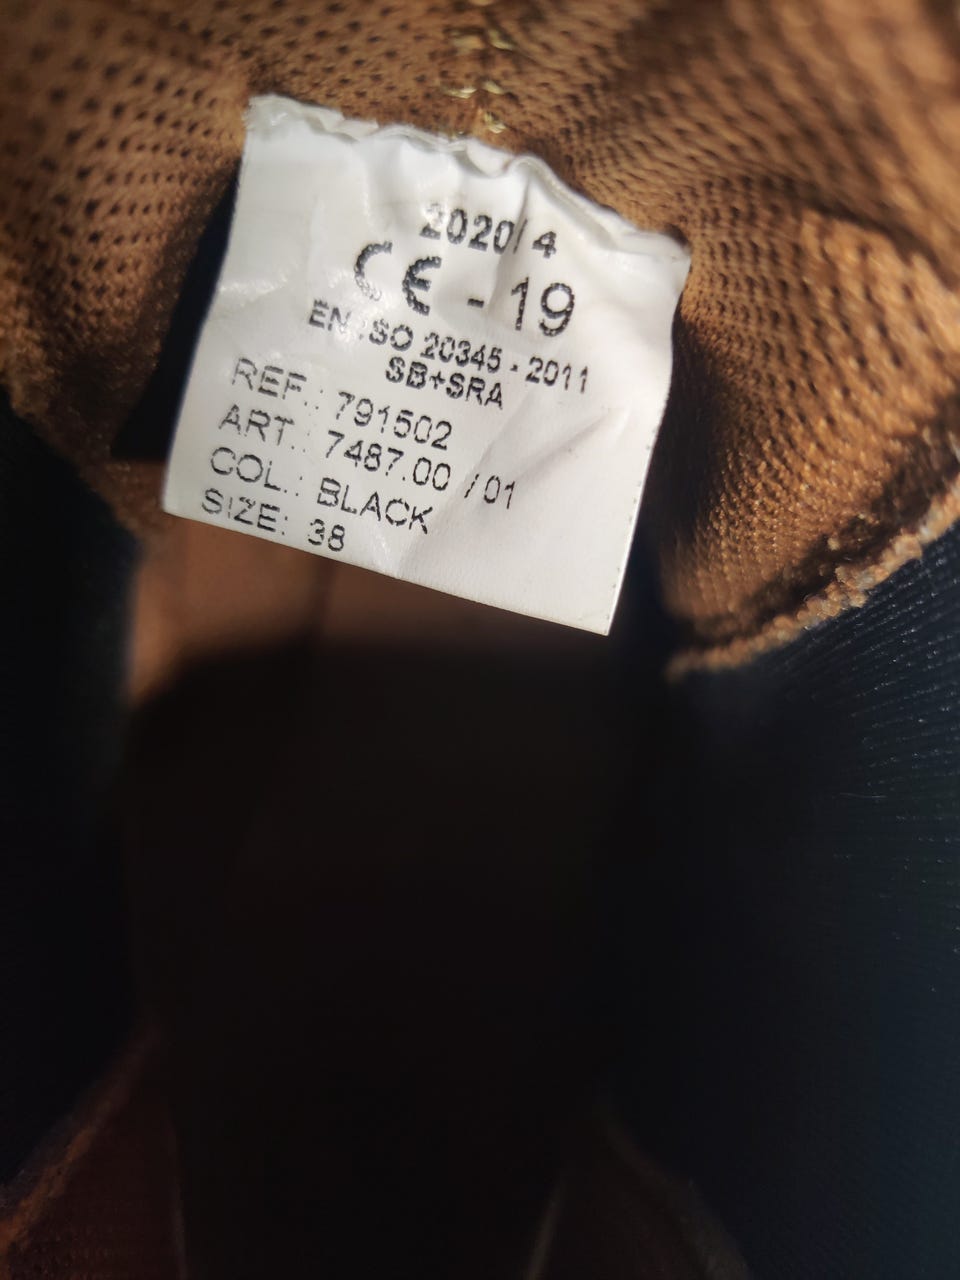 2020/4
CE - 19
EN ISO 20345 - 2011
SB+SRA
REF.: 791502
ART.: 7487.00 /01
COL.: BLACK
SIZE: 38